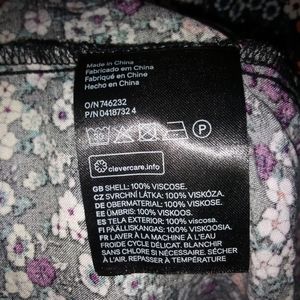 Made in China
Fabricado em China
Fabriqué en Chine
Hecho en China
O/N 746232
P/N 0418732 4
P
clevercare.info
GB SHELL: 100% VISCOSE.
CZ SVRCHNÍ LÁTKA: 100% VISKÓZA.
DE OBERMATERIAL: 100% VISKOSE.
EE ÜMBRIS: 100% VISKOOS.
ES TELA EXTERIOR: 100% viscosa.
FI PÄÄLLISKANGAS: 100% VISKOOSIA.
FR LAVER À LA MACHINE À L'EAU
FROIDE CYCLE DÉLICAT. BLANCHIR
SANS CHLORE SI NÉCESSAIRE. SÉCHER
À L'AIR. REPASSER À TEMPÉRATURE